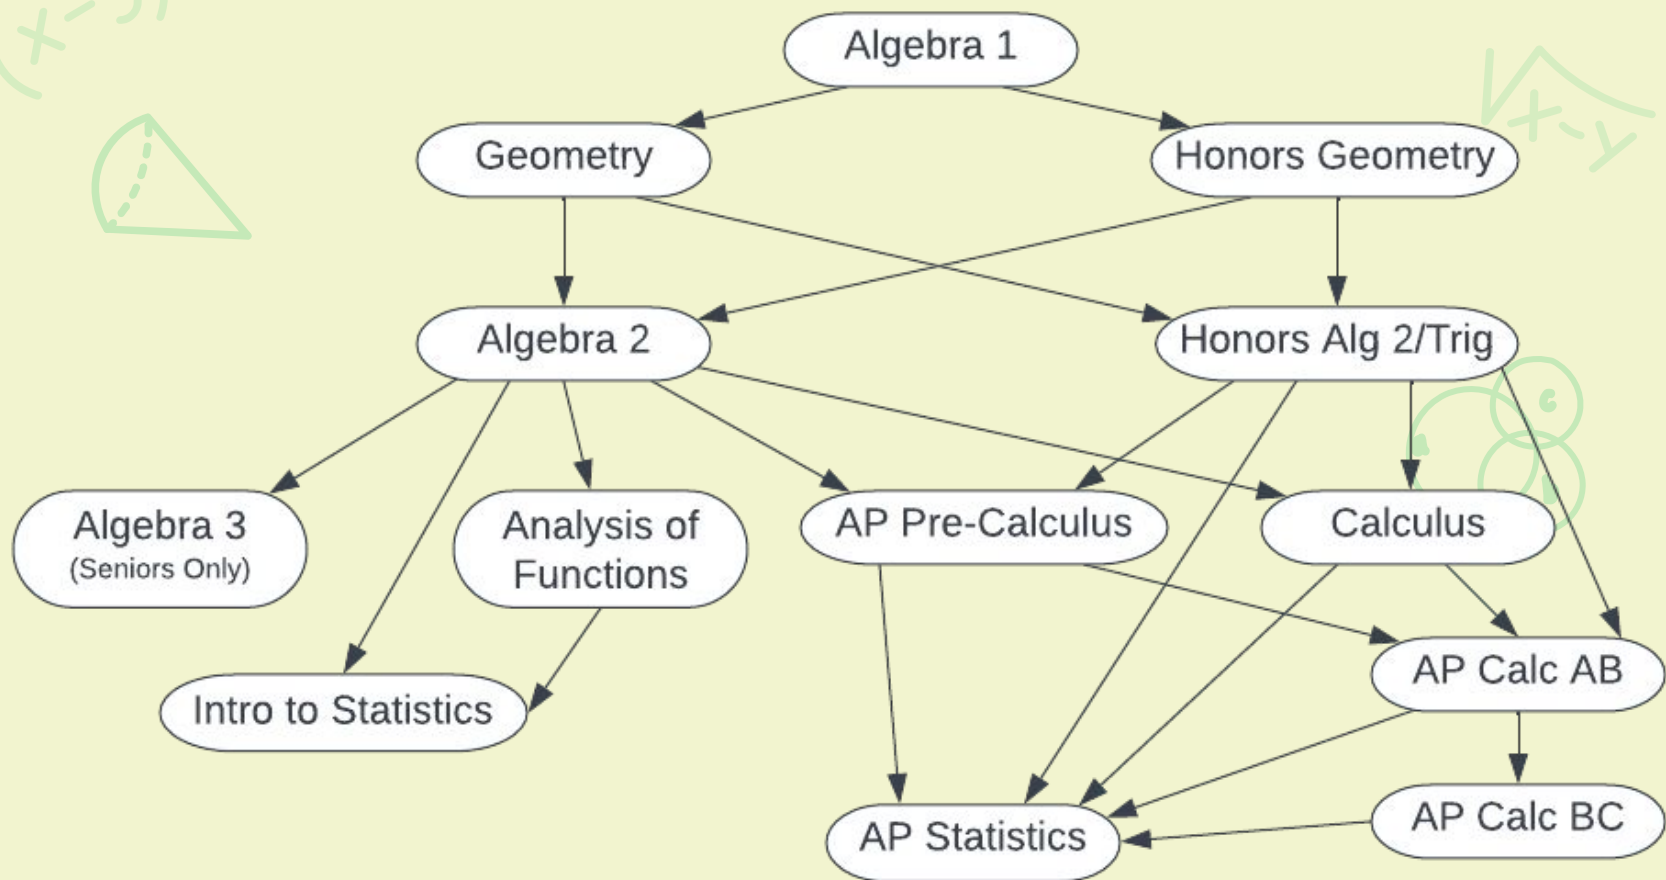 (x-y)
Algebra 1
√x-y
Geometry
Honors Geometry
Algebra 2
Honors Alg 2/Trig
Algebra 3
(Seniors Only)
Analysis of
Functions
AP Pre-Calculus
Calculus
AP Calc AB
Intro to Statistics
AP Calc BC
AP Statistics